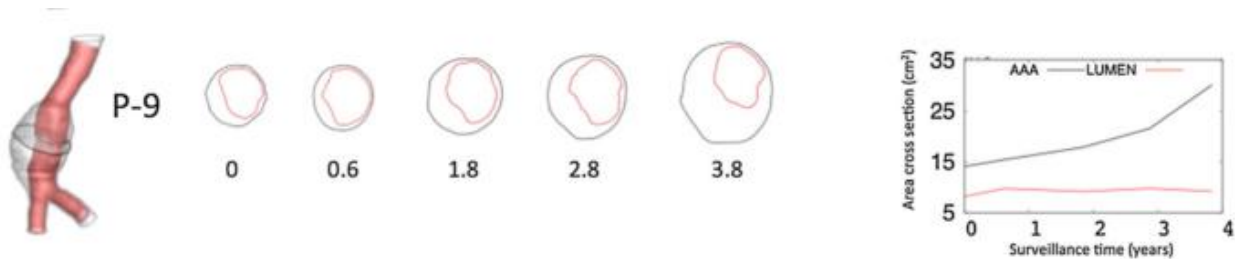 P-9
0 0.6 1.8 2.8 3.8
Area cross section (cm²)
35
25
15
5
AAA LUMEN
0 1 2 3 4
Surveillance time (years)